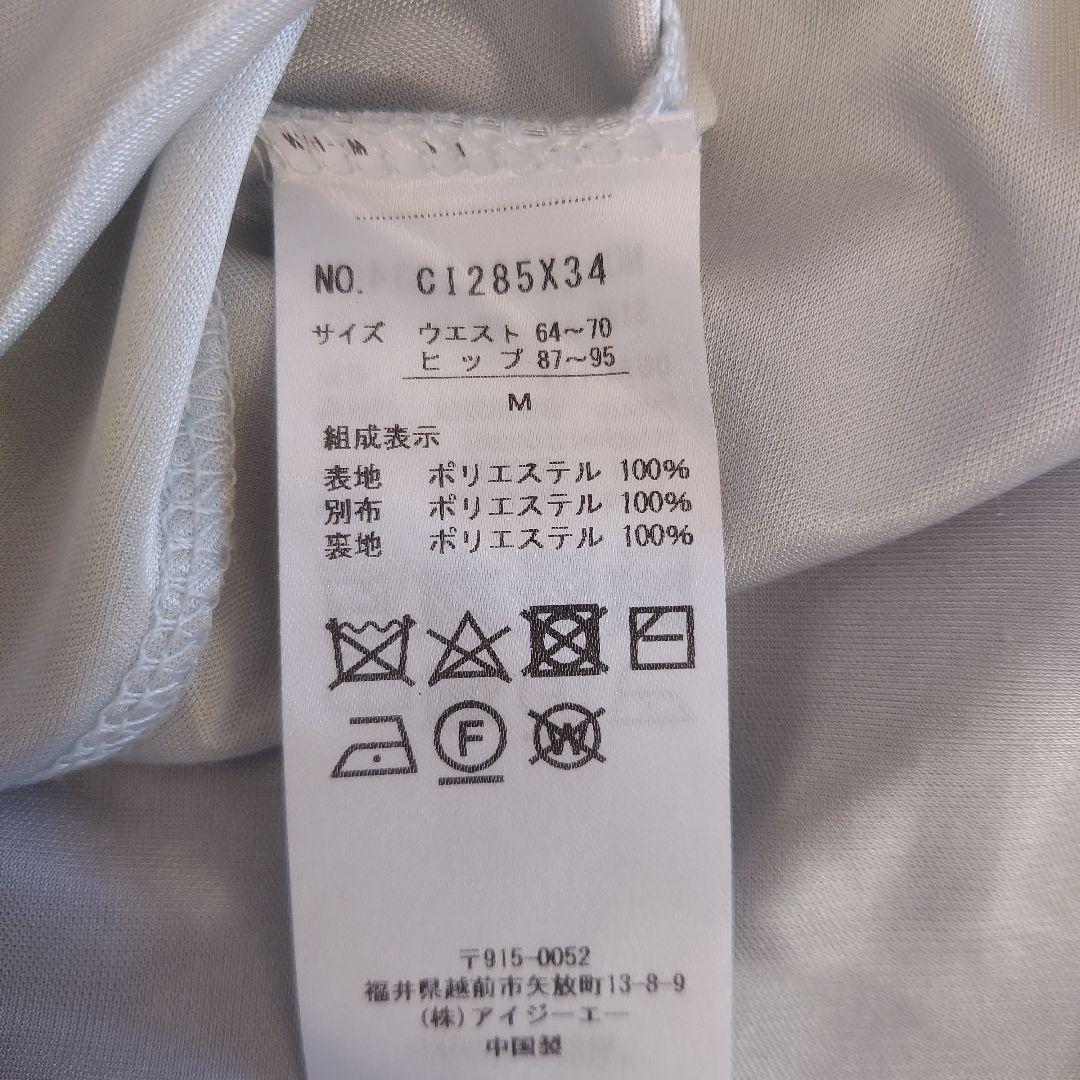 NO. CI285X34
サイズ ウエスト 64～70
ヒップ 87～95
M
組成表示
表地 ポリエステル 100%
別布 ポリエステル 100%
裏地 ポリエステル 100%
F
W
〒915-0052
福井県越前市矢放町13-8-9
(株)アイジーエー
中国製